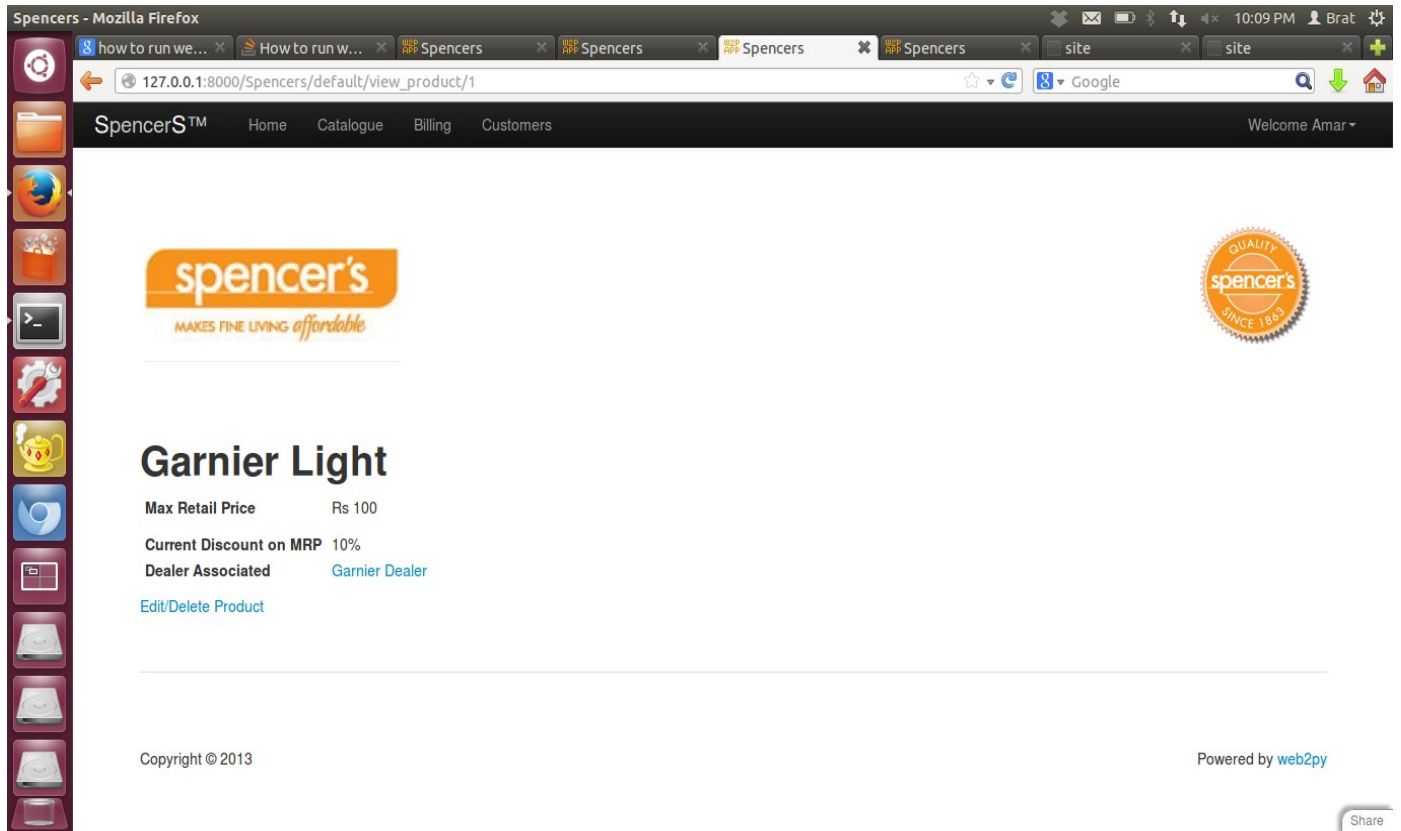 Spencers - Mozilla Firefox
10:09 PM Brat
how to run we... How to run w... Spencers Spencers Spencers Spencers site site
127.0.0.1:8000/Spencers/default/view_product/1
Google
SpencerS™ Home Catalogue Billing Customers Welcome Amar
spencer's
MAKES FINE LIVING affordable
QUALITY
spencer's
SINCE 1863
Garnier Light
Max Retail Price Rs 100
Current Discount on MRP 10%
Dealer Associated Garnier Dealer
Edit/Delete Product
Copyright © 2013 Powered by web2py
Share